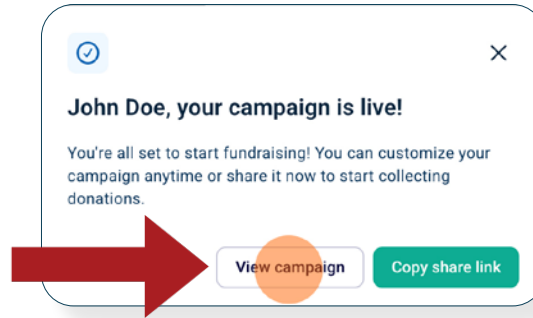 John Doe, your campaign is live!
You're all set to start fundraising! You can customize your
campaign anytime or share it now to start collecting
donations.
View campaign
Copy share link